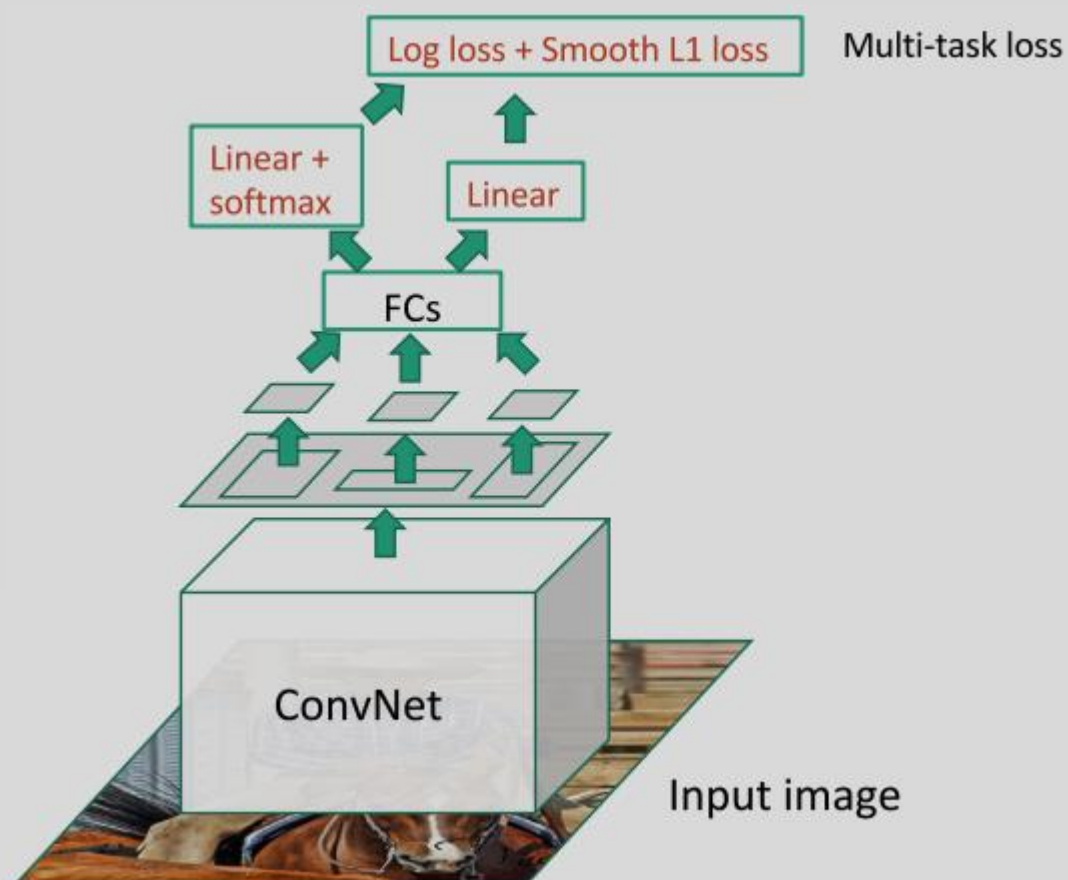 Log loss + Smooth L1 loss
Multi-task loss
Linear +
softmax
Linear
FCs
ConvNet
Input image